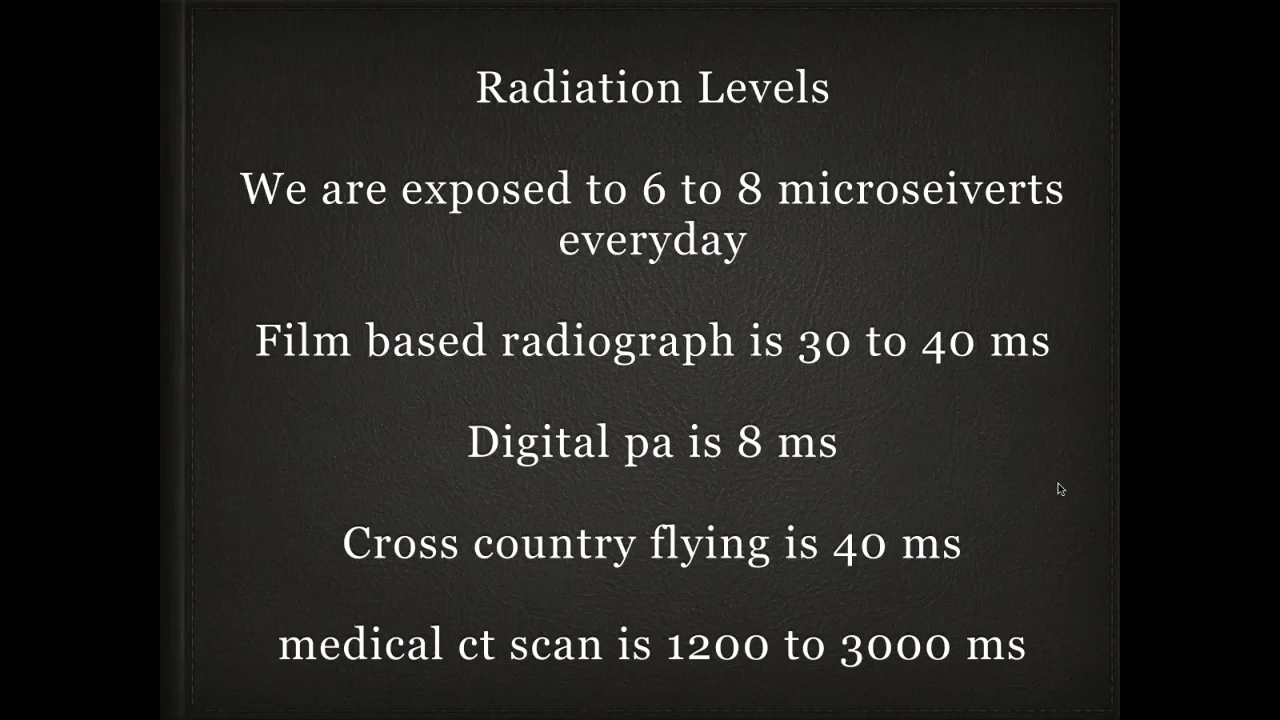 Radiation Levels
We are exposed to 6 to 8 microseiverts
everyday
Film based radiograph is 30 to 40 ms
Digital pa is 8 ms
Cross country flying is 40 ms
medical ct scan is 1200 to 3000 ms